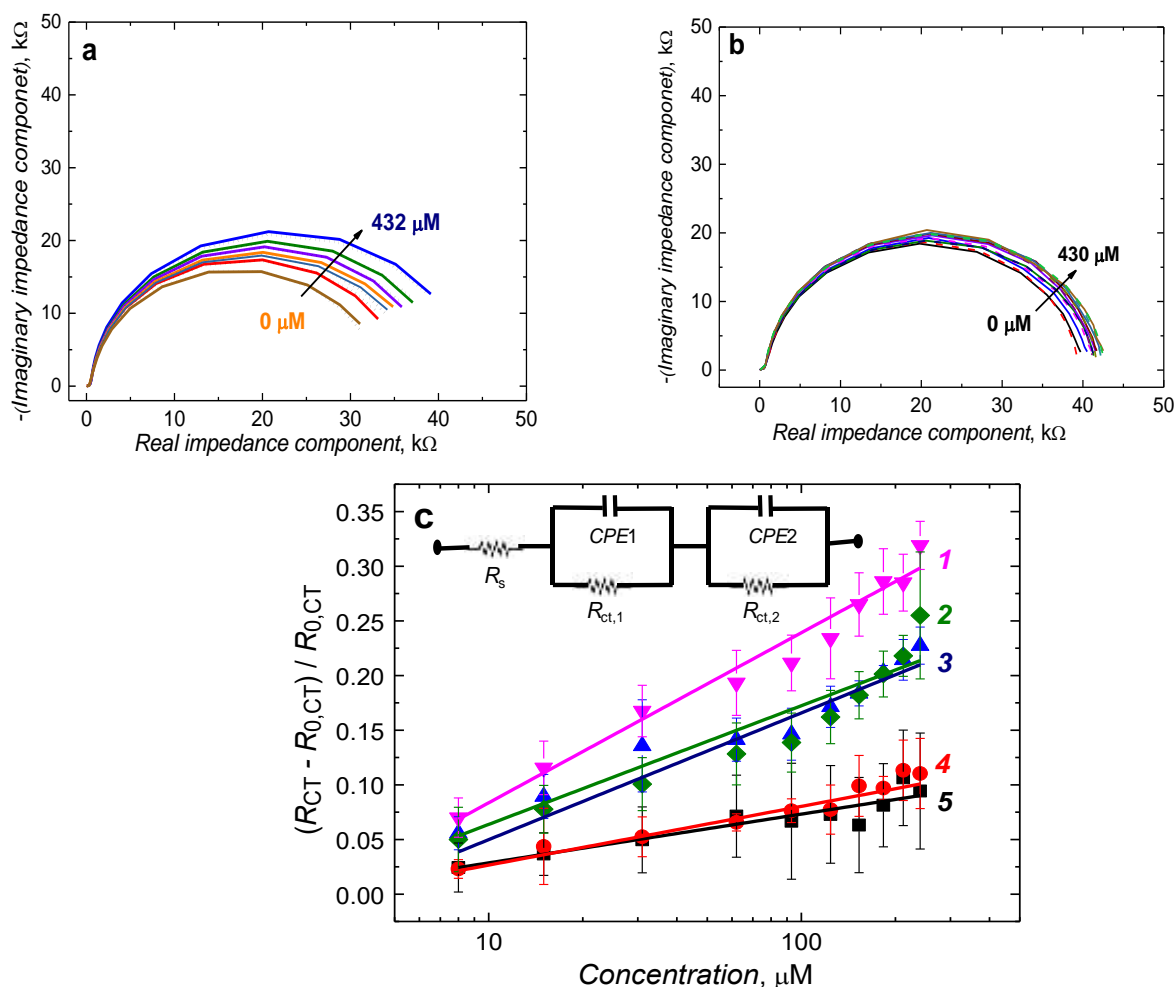 a
50
40
30
20
10
0
-(Imaginary impedance componet), kΩ
432 μM
0 μM
0 10 20 30 40 50
Real impedance component, kΩ
b
50
40
30
20
10
0
-(Imaginary impedance component), kΩ
430 μM
0 μM
0 10 20 30 40 50
Real impedance component, kΩ
c
0.35
0.30
0.25
0.20
0.15
0.10
0.05
0.00
(RCT - R0,CT) / R0,CT
CPE1 CPE2
Rs
Rct,1 Rct,2
1
2
3
4
5
10 100
Concentration, μM